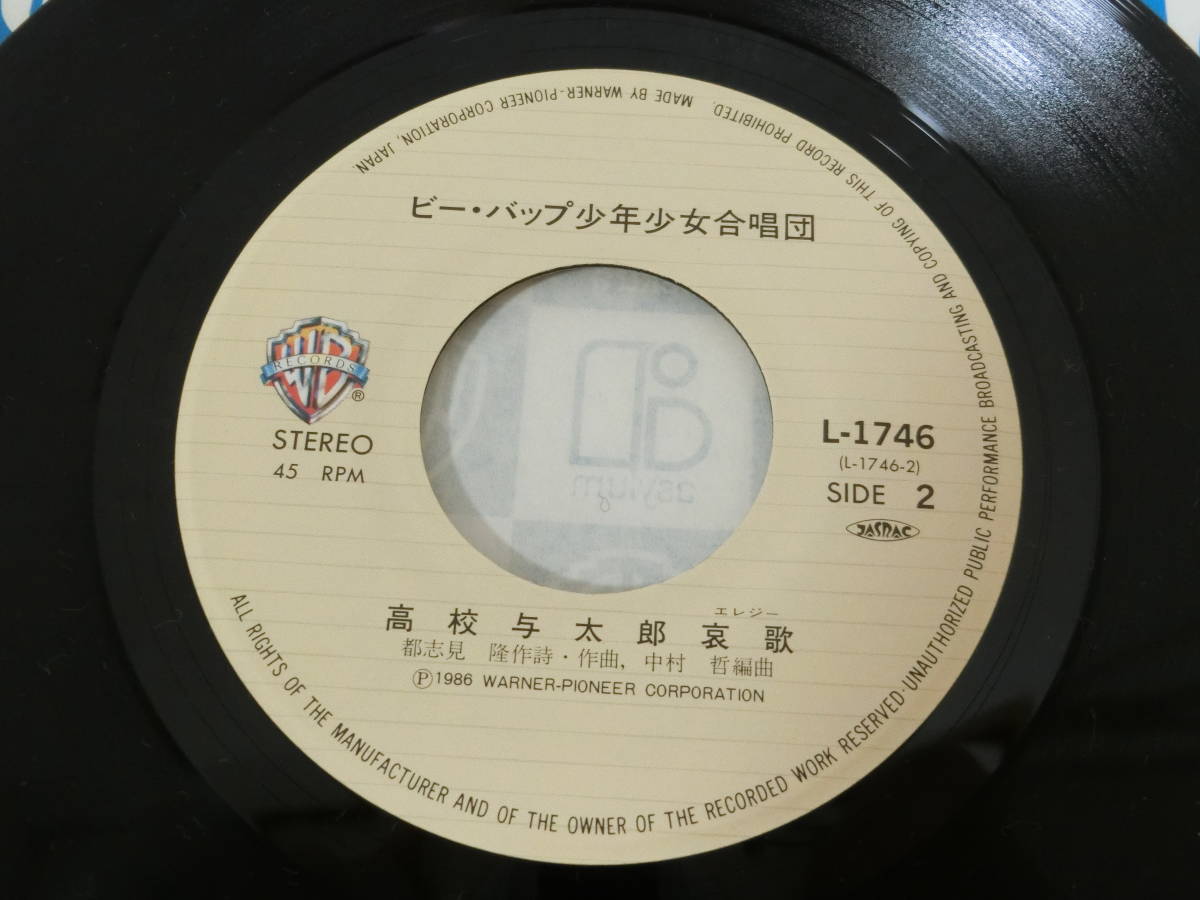 ビー・バップ少年少女合唱団
WB
RECORDS
®
STEREO
45 RPM
L-1746
(L-1746-2)
SIDE 2
JASRAC
asylum
エレジー
高校与太郎哀歌
都志見 隆作詩・作曲, 中村 哲編曲
Ⓟ1986 WARNER-PIONEER CORPORATION
ALL RIGHTS OF THE MANUFACTURER AND OF THE OWNER OF THE RECORDED WORK RESERVED·UNAUTHORIZED PUBLIC PERFORMANCE BROADCASTING AND COPYING OF THIS RECORD PROHIBITED. MADE BY WARNER-PIONEER CORPORATION, JAPAN.